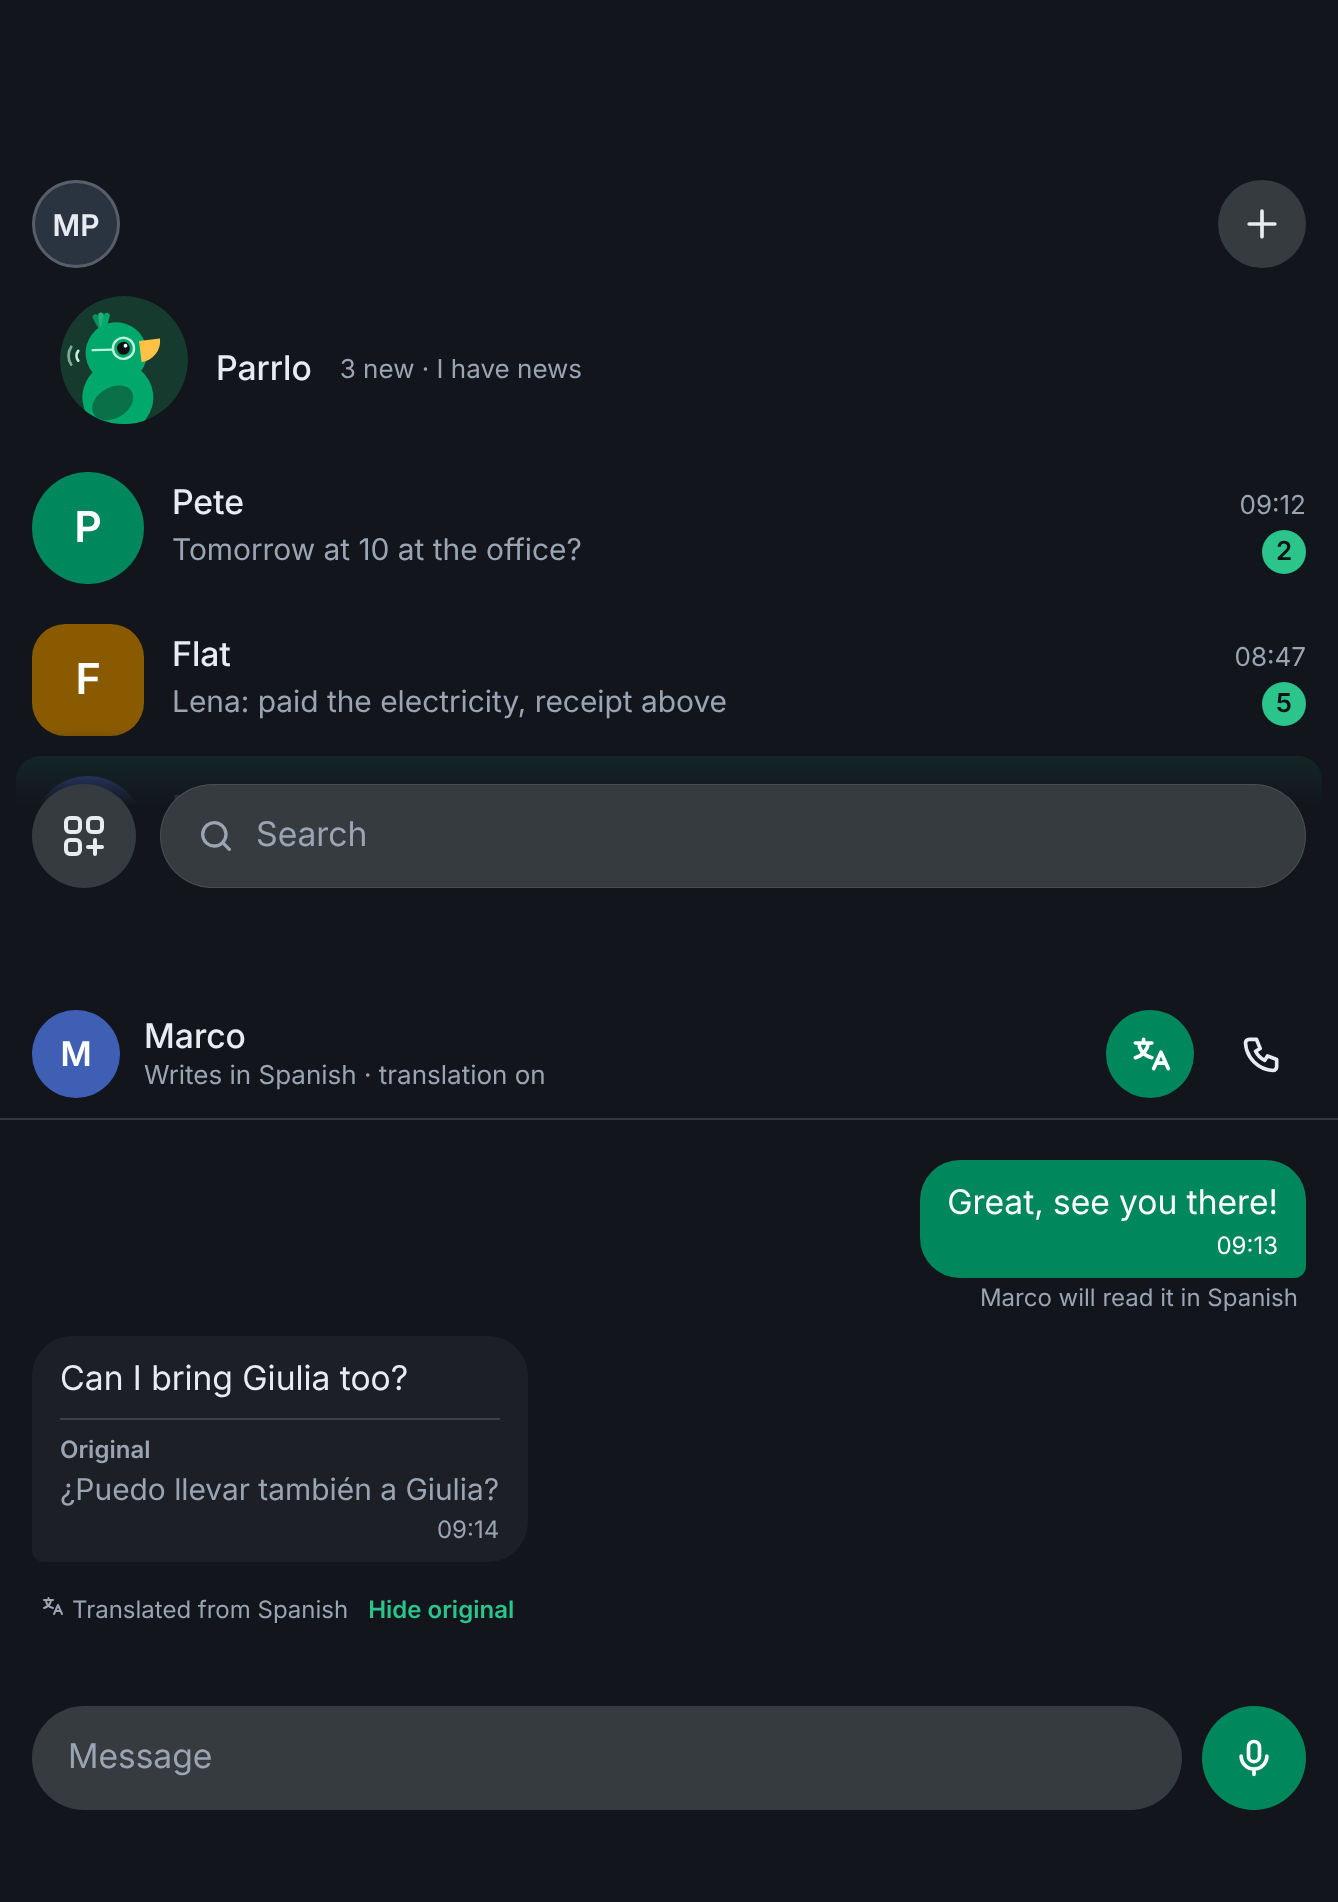 MP
Parrlo 3 new · I have news
Pete
09:12
Tomorrow at 10 at the office?
2
P
Flat
08:47
Lena: paid the electricity, receipt above
5
F
Search
M
Marco
Writes in Spanish · translation on
Great, see you there!
09:13
Marco will read it in Spanish
Can I bring Giulia too?
Original
¿Puedo llevar también a Giulia?
09:14
Translated from Spanish Hide original
Message